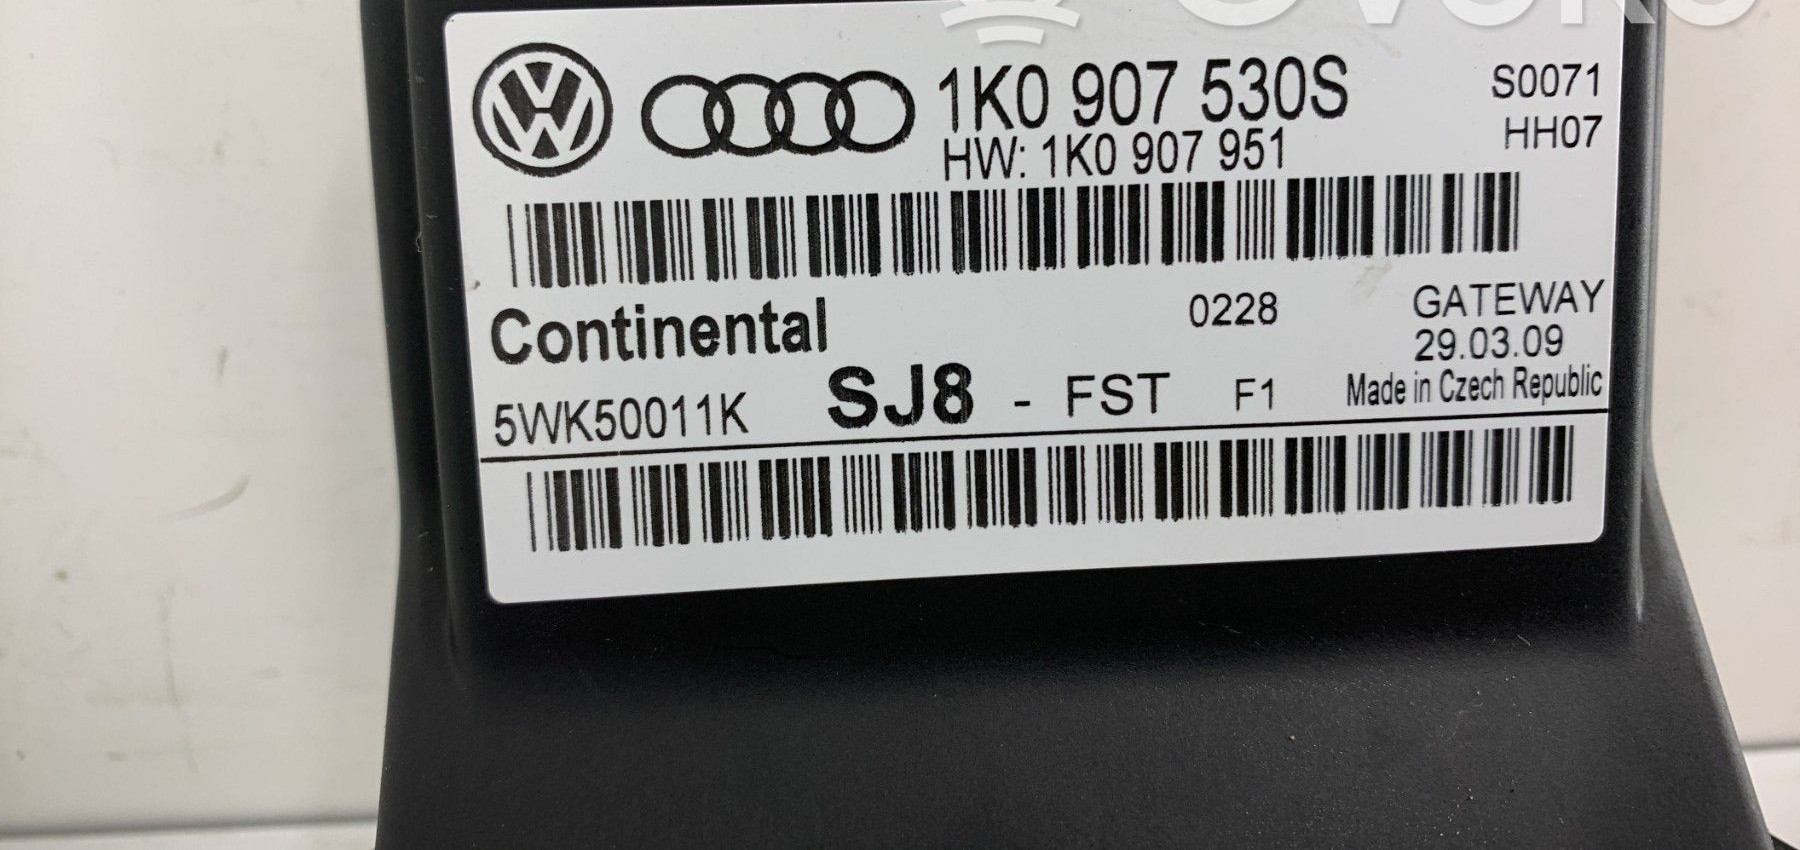 1K0 907 530S
S0071
HW: 1K0 907 951
HH07
Continental
0228
GATEWAY
29.03.09
5WK50011K
SJ8 - FST F1
Made in Czech Republic